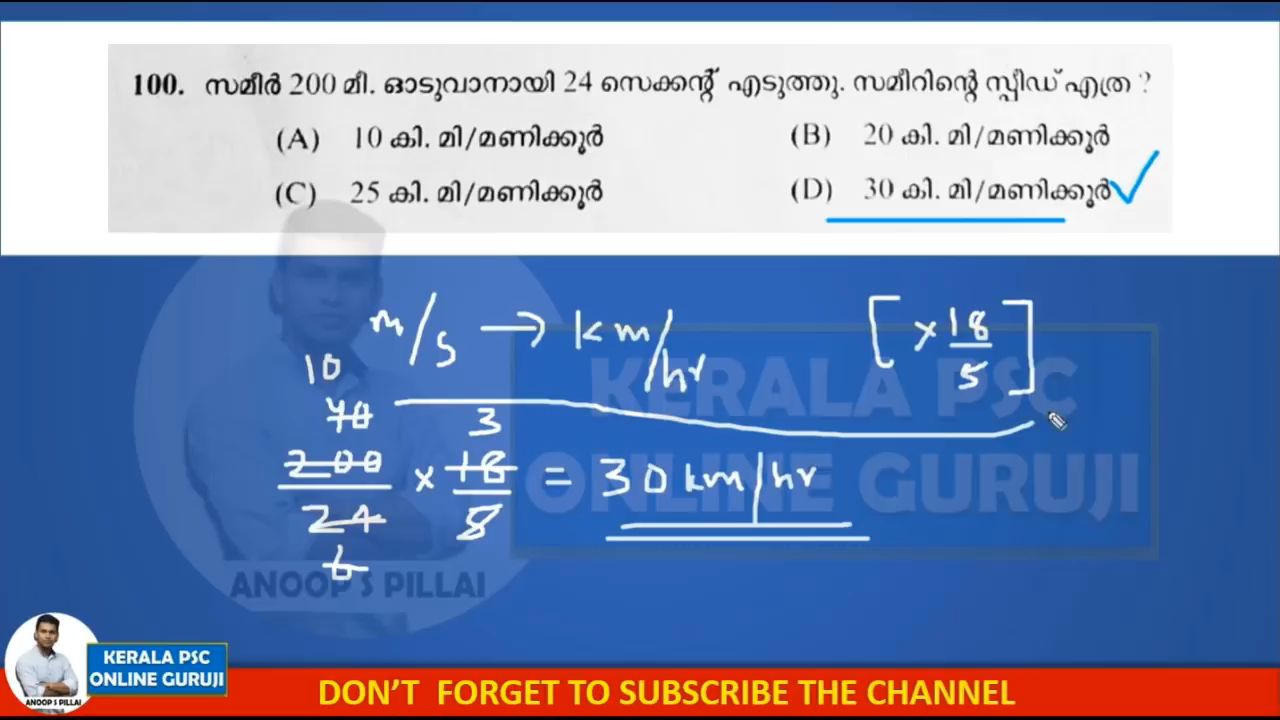 100. സമീർ 200 മീ. ഓടുവാനായി 24 സെക്കന്റ് എടുത്തു. സമീറിന്റെ സ്പീഡ് എത്ര ?
(A) 10 കി. മി/മണിക്കൂർ
(B) 20 കി. മി/മണിക്കൂർ
(C) 25 കി. മി/മണിക്കൂർ
(D) 30 കി. മി/മണിക്കൂർ
m/s → km/hr [×18/5]
10
40 3
200/24 × 18/5 = 30 km/hr
6
KERALA PSC
ONLINE GURUJI
ANOOP S PILLAI
KERALA PSC
ONLINE GURUJI
ANOOP S PILLAI
DON'T FORGET TO SUBSCRIBE THE CHANNEL